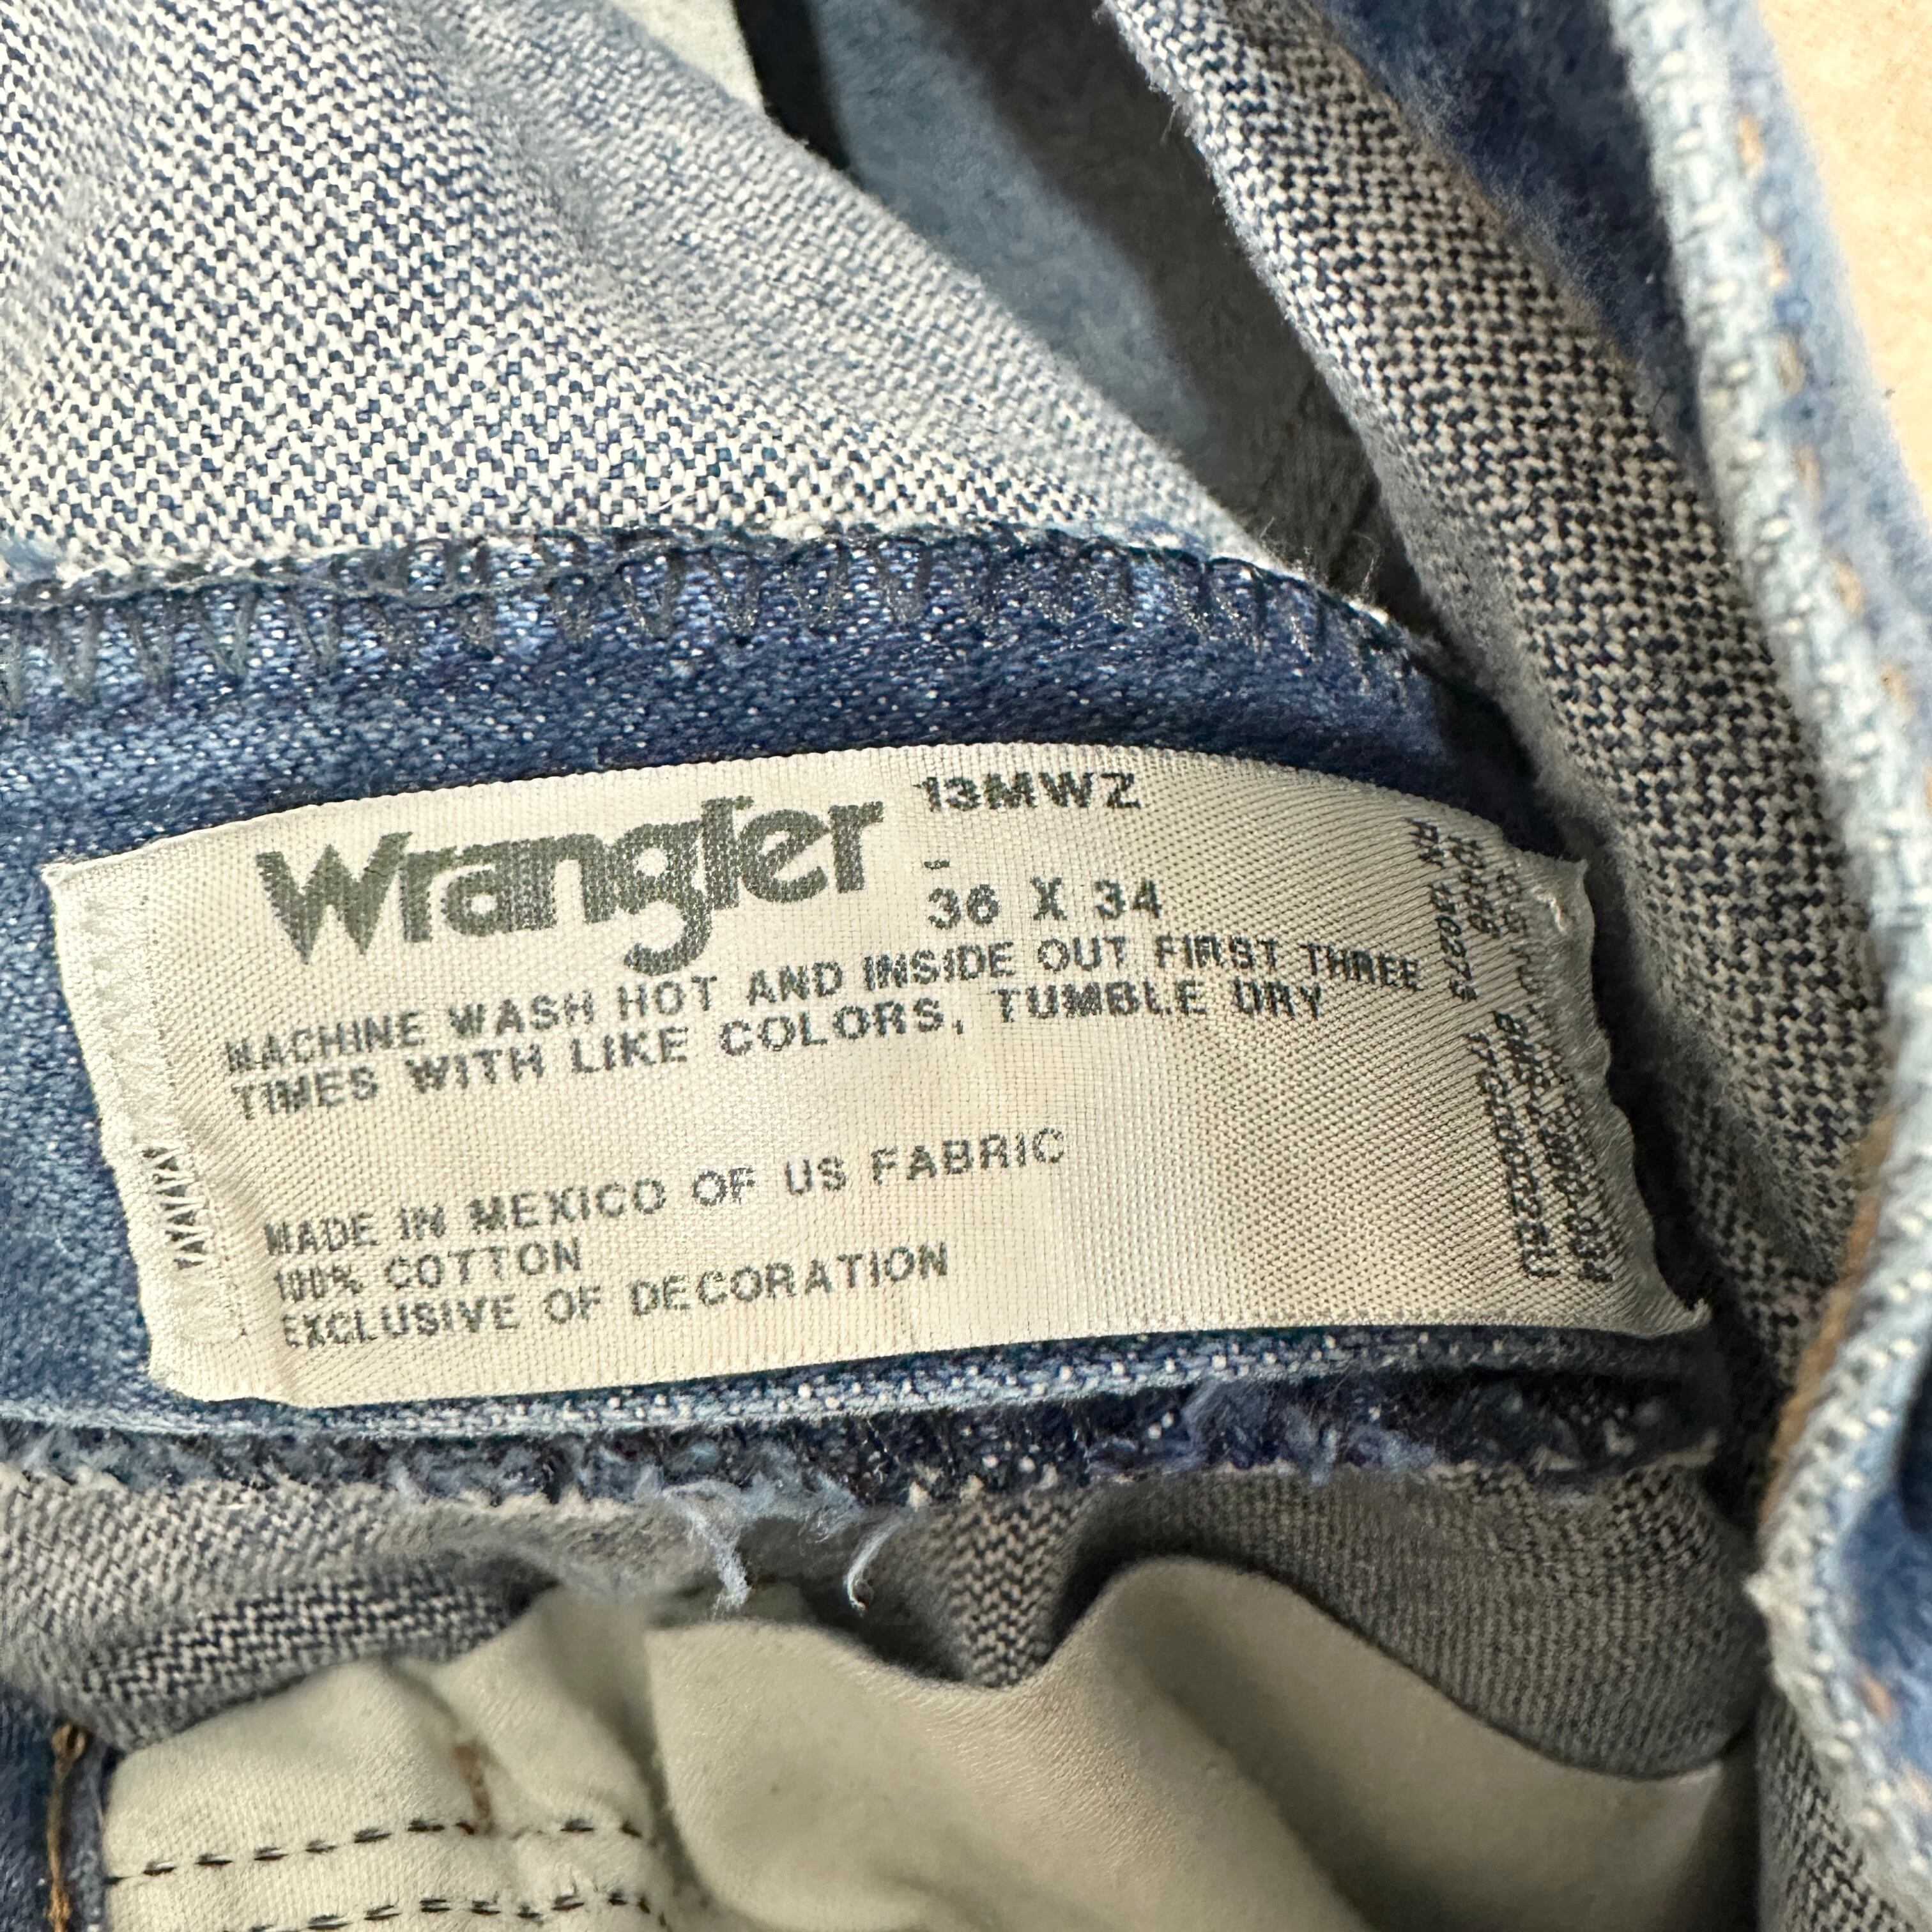 Wrangler
13MWZ
-
36 X 34
MACHINE WASH HOT AND INSIDE OUT FIRST THREE
TIMES WITH LIKE COLORS, TUMBLE DRY
MADE IN MEXICO OF US FABRIC
100% COTTON
EXCLUSIVE OF DECORATION
RN